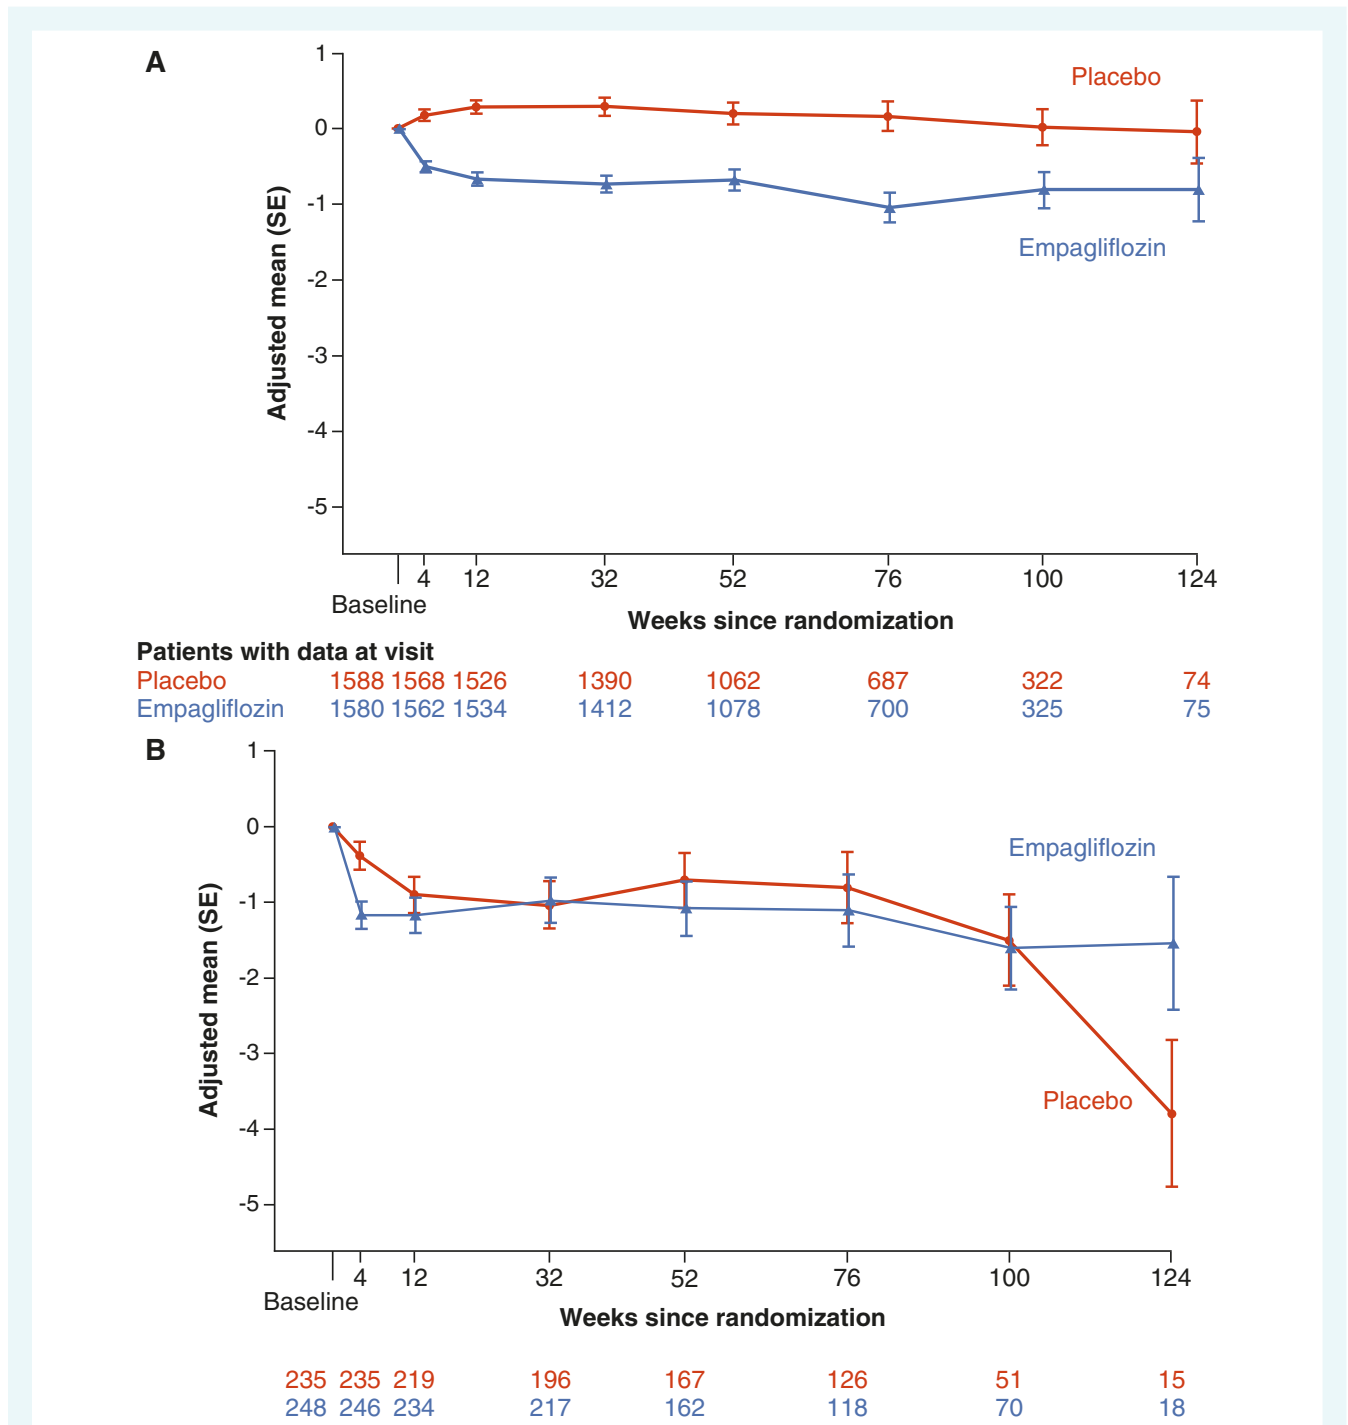 A
Placebo
Empagliflozin
Adjusted mean (SE)
1
0
-1
-2
-3
-4
-5
4 12 32 52 76 100 124
Baseline
Weeks since randomization
Patients with data at visit
Placebo 1588 1568 1526 1390 1062 687 322 74
Empagliflozin 1580 1562 1534 1412 1078 700 325 75
B
Empagliflozin
Placebo
Adjusted mean (SE)
1
0
-1
-2
-3
-4
-5
4 12 32 52 76 100 124
Baseline
Weeks since randomization
235 235 219 196 167 126 51 15
248 246 234 217 162 118 70 18